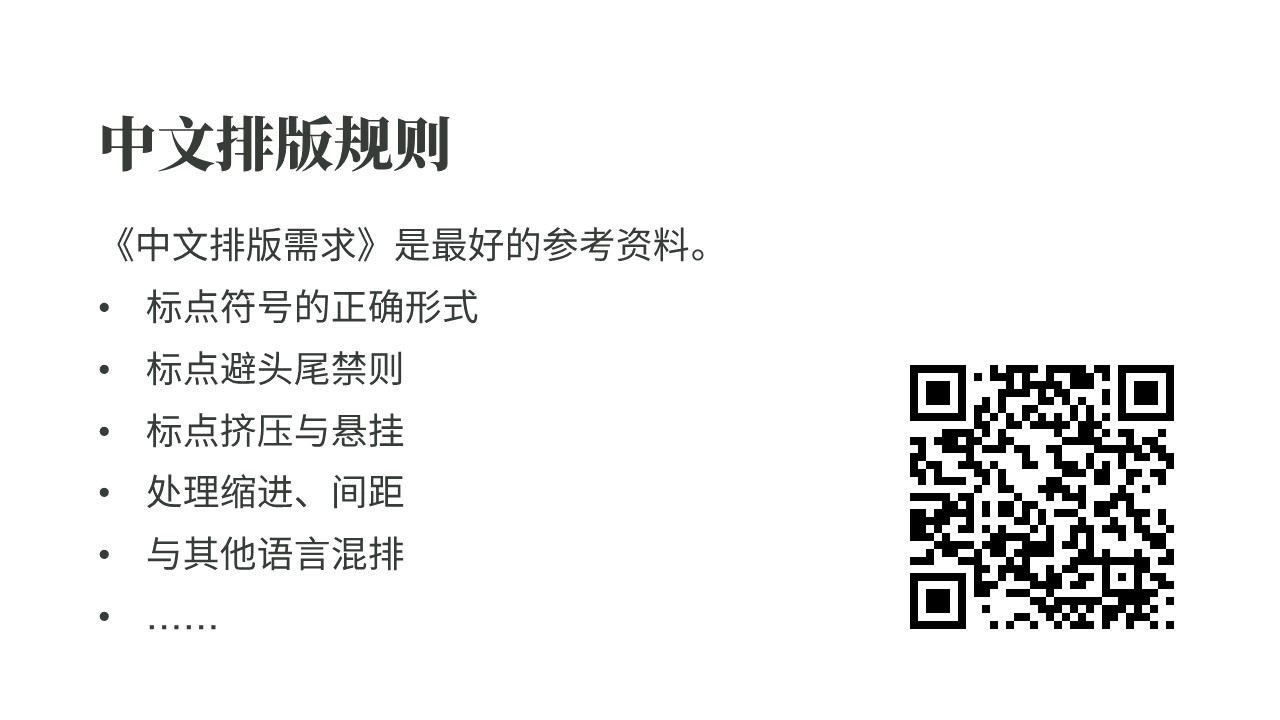 中文排版规则
《中文排版需求》是最好的参考资料。
• 标点符号的正确形式
• 标点避头尾禁则
• 标点挤压与悬挂
• 处理缩进、间距
• 与其他语言混排
• ……